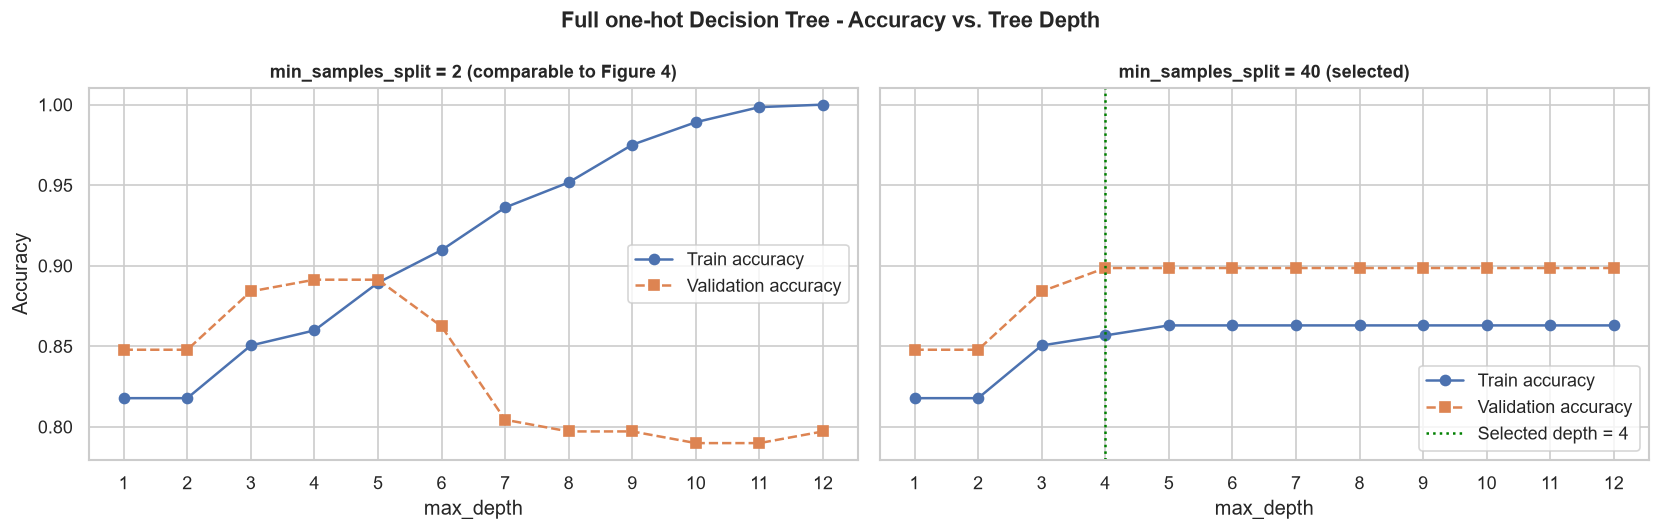 Full one-hot Decision Tree - Accuracy vs. Tree Depth
min_samples_split = 2 (comparable to Figure 4)
Accuracy
1.00
0.95
0.90
0.85
0.80
Train accuracy
Validation accuracy
1 2 3 4 5 6 7 8 9 10 11 12
max_depth
min_samples_split = 40 (selected)
Train accuracy
Validation accuracy
Selected depth = 4
1 2 3 4 5 6 7 8 9 10 11 12
max_depth